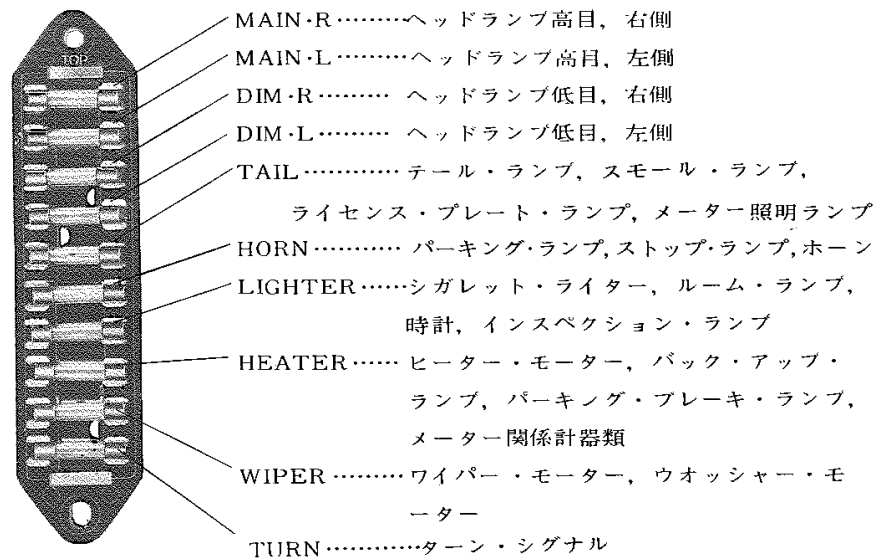 TOP
MAIN·R………ヘッドランプ高目，右側
MAIN·L………ヘッドランプ高目，左側
DIM·R……… ヘッドランプ低目，右側
DIM·L……… ヘッドランプ低目，左側
TAIL…………テール・ランプ，スモール・ランプ，
ライセンス・プレート・ランプ，メーター照明ランプ
HORN………… パーキング・ランプ，ストップ・ランプ，ホーン
LIGHTER……シガレット・ライター，ルーム・ランプ，
時計，インスペクション・ランプ
HEATER…… ヒーター・モーター，バック・アップ・
ランプ，パーキング・ブレーキ・ランプ，
メーター関係計器類
WIPER………ワイパー・モーター，ウオッシャー・モ
ーター
TURN…………ターン・シグナル